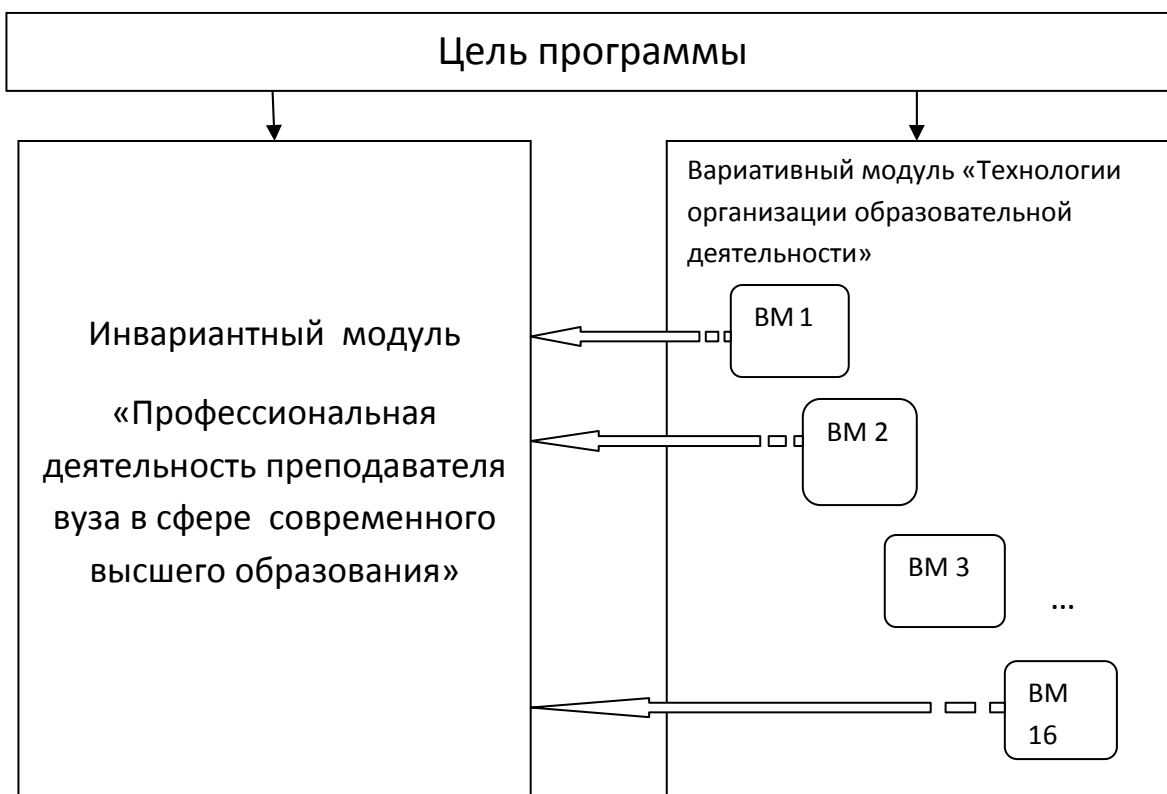 Цель программы
Инвариантный модуль
«Профессиональная
деятельность преподавателя
вуза в сфере современного
высшего образования»
Вариативный модуль «Технологии
организации образовательной
деятельности»
ВМ 1
ВМ 2
ВМ 3
...
ВМ
16